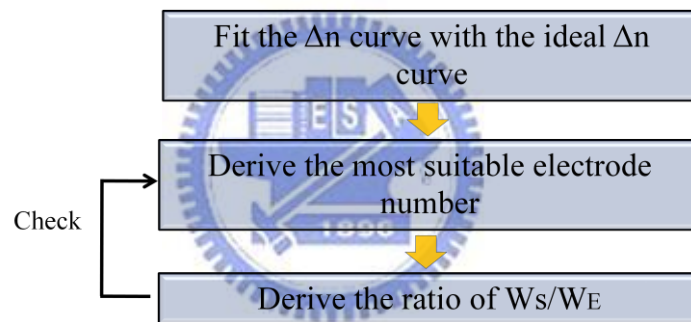 Fit the Δn curve with the ideal Δn
curve
E S A
Derive the most suitable electrode
number
Check
1896
Derive the ratio of Ws/WE